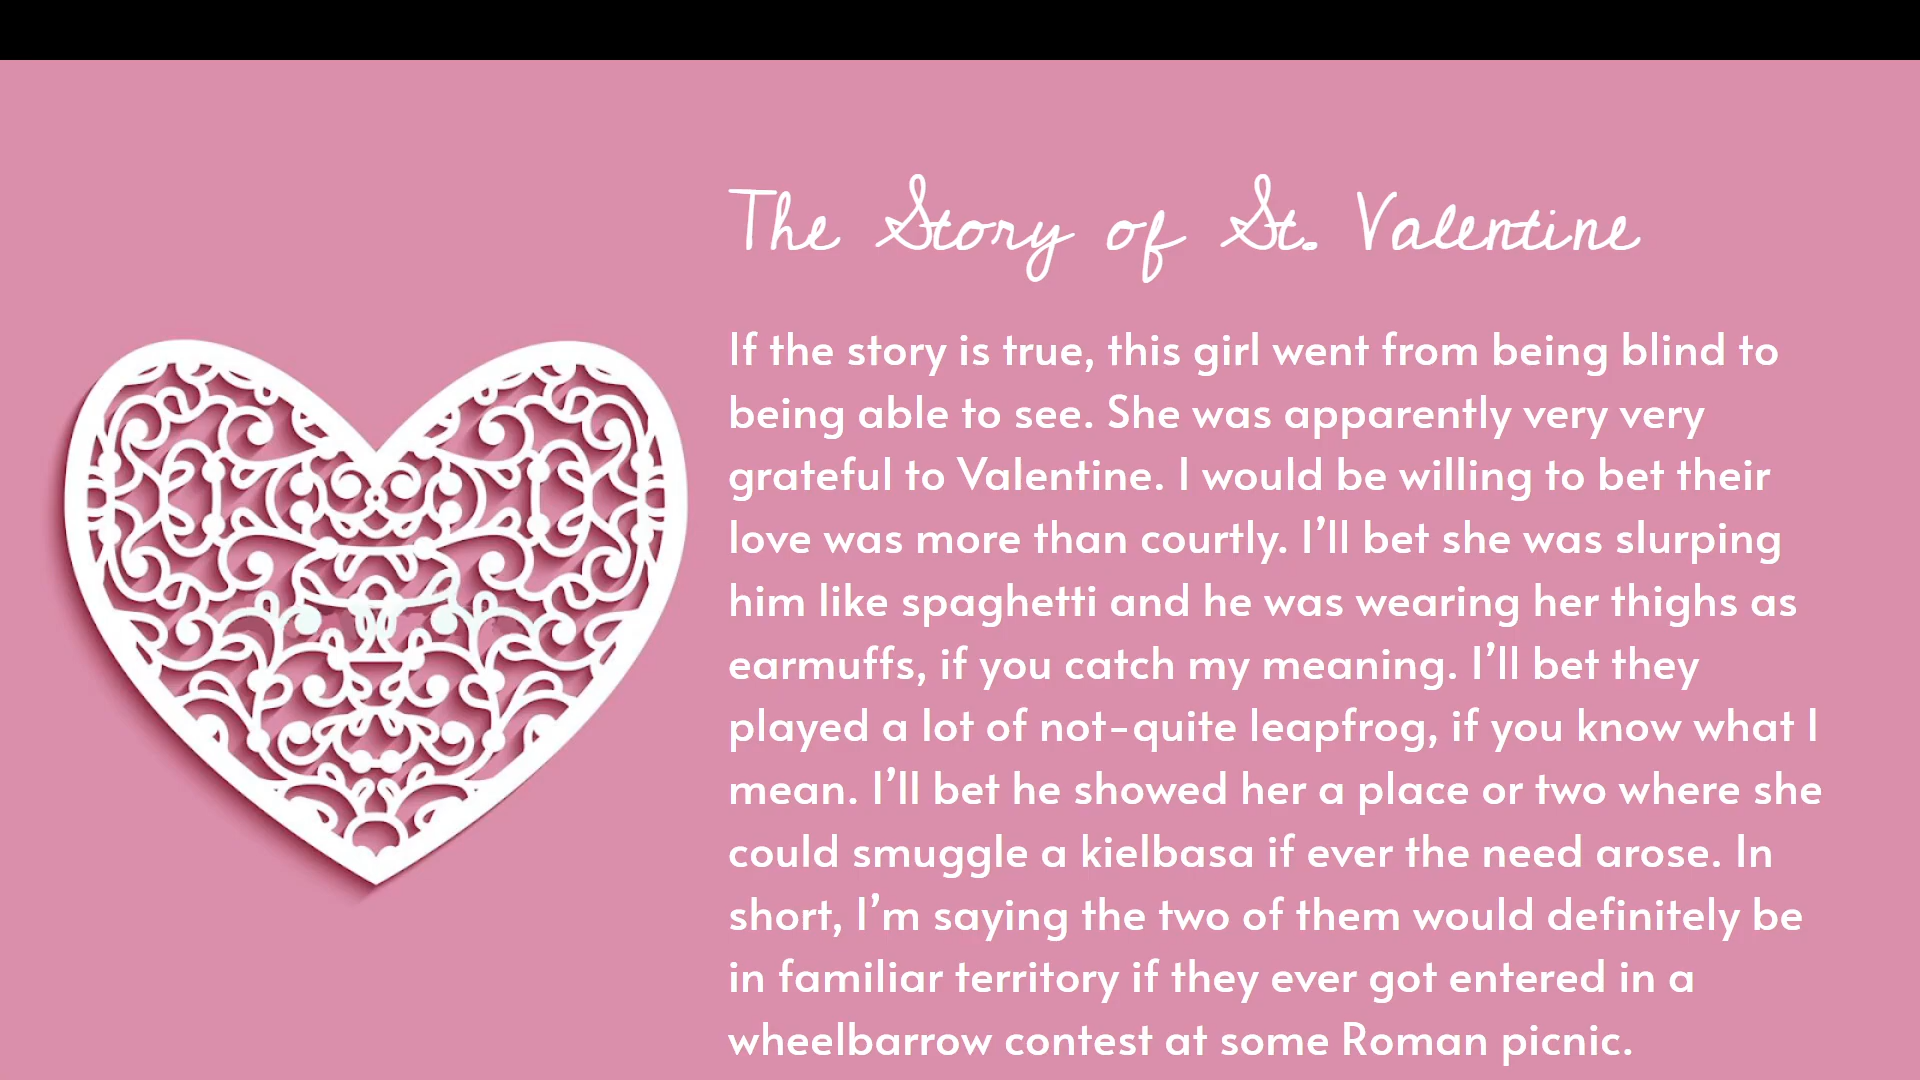 The Story of St. Valentine
If the story is true, this girl went from being blind to
being able to see. She was apparently very very
grateful to Valentine. I would be willing to bet their
love was more than courtly. I’ll bet she was slurping
him like spaghetti and he was wearing her thighs as
earmuffs, if you catch my meaning. I’ll bet they
played a lot of not-quite leapfrog, if you know what I
mean. I’ll bet he showed her a place or two where she
could smuggle a kielbasa if ever the need arose. In
short, I’m saying the two of them would definitely be
in familiar territory if they ever got entered in a
wheelbarrow contest at some Roman picnic.